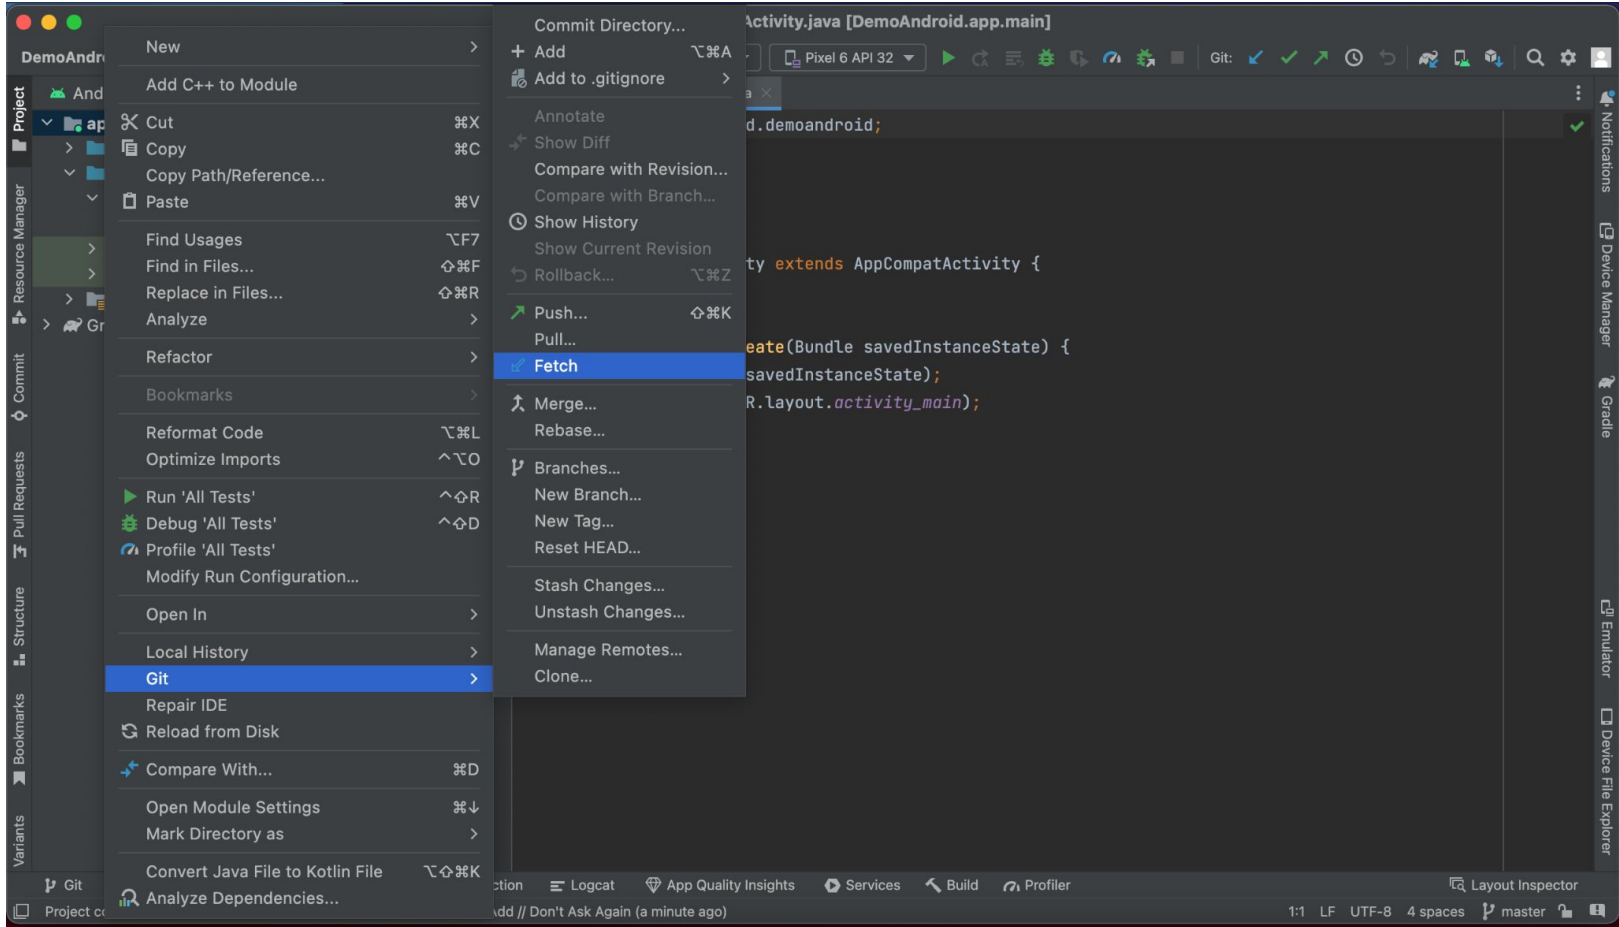 Activity.java [DemoAndroid.app.main]
DemoAndr
Pixel 6 API 32
Git:
And
ap
Gr
Project
Resource Manager
Commit
Pull Requests
Structure
Bookmarks
Variants
New
Add C++ to Module
Cut ⌘X
Copy ⌘C
Copy Path/Reference...
Paste ⌘V
Find Usages ⌥F7
Find in Files... ⇧⌘F
Replace in Files... ⇧⌘R
Analyze
Refactor
Bookmarks
Reformat Code ⌥⌘L
Optimize Imports ^⌥O
Run 'All Tests' ^⇧R
Debug 'All Tests' ^⇧D
Profile 'All Tests'
Modify Run Configuration...
Open In
Local History
Git
Repair IDE
Reload from Disk
Compare With... ⌘D
Open Module Settings ⌘↓
Mark Directory as
Convert Java File to Kotlin File ⌥⇧⌘K
Analyze Dependencies...
Commit Directory...
Add ⌥⌘A
Add to .gitignore
Annotate
Show Diff
Compare with Revision...
Compare with Branch...
Show History
Show Current Revision
Rollback... ⌥⌘Z
Push... ⇧⌘K
Pull...
Fetch
Merge...
Rebase...
Branches...
New Branch...
New Tag...
Reset HEAD...
Stash Changes...
Unstash Changes...
Manage Remotes...
Clone...
a
d.demoandroid;
ty extends AppCompatActivity {
eate(Bundle savedInstanceState) {
savedInstanceState);
R.layout.activity_main);
Notifications
Device Manager
Gradle
Emulator
Device File Explorer
Git
ction Logcat App Quality Insights Services Build Profiler Layout Inspector
Project co
Add // Don't Ask Again (a minute ago) 1:1 LF UTF-8 4 spaces master